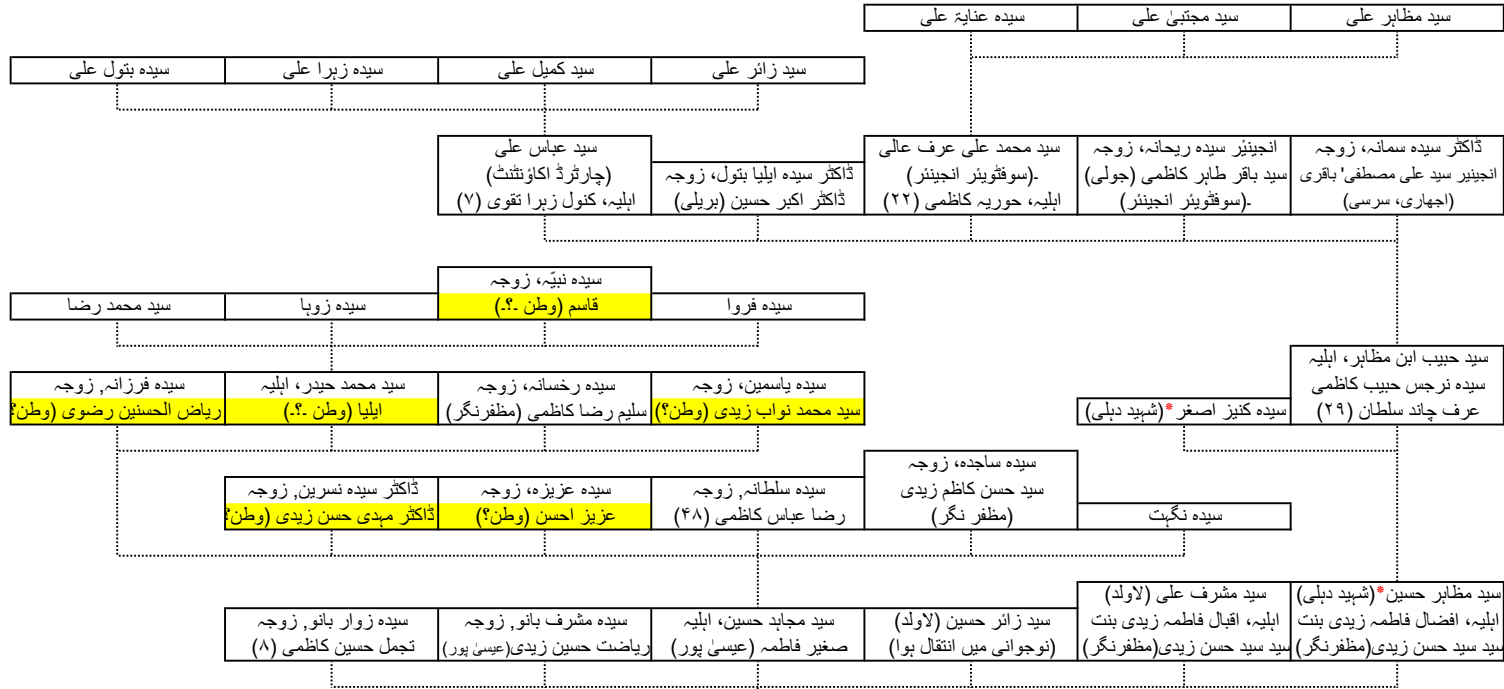 سید مظاہر علی
سید مجتبیٰ علی
سیدہ عنایۃ علی
سید زائر علی
سید کمیل علی
سیدہ زہرا علی
سیدہ بتول علی
ڈاکٹر سیدہ سمانہ، زوجہ
انجینیر سید علی مصطفی' باقری
(اجھاری، سرسی)
انجینیٔر سیدہ ریحانہ، زوجہ
سید باقر طاہر کاظمی (جولی)
۔(سوفٹویئر انجینئر)
سید محمد علی عرف عالی
۔(سوفٹویئر انجینئر)
اہلیہ، حوریہ کاظمی (۲۲)
ڈاکٹر سیدہ ایلیا بتول، زوجہ
ڈاکٹر اکبر حسین (بریلی)
سید عباس علی
(چارٹرڈ اکاؤنٹنٹ)
اہلیہ، کنول زہرا تقوی (۷)
سیدہ فروا
سیدہ نبیّہ، زوجہ
قاسم (وطن ۔؟۔)
سیدہ زوہا
سید محمد رضا
سید حبیب ابن مظاہر، اہلیہ
سیدہ نرجس حبیب کاظمی
عرف چاند سلطان (۲۹)
سیدہ کنیز اصغر *(شہید دہلی)
سیدہ یاسمین، زوجہ
سید محمد نواب زیدی (وطن؟)
سیدہ رخسانہ، زوجہ
سلیم رضا کاظمی (مظفرنگر)
سید محمد حیدر، اہلیہ
ایلیا (وطن ۔؟۔)
سیدہ فرزانہ, زوجہ
ریاض الحسنین رضوی (وطن؟
سیدہ نگہت
سیدہ ساجدہ، زوجہ
سید حسن کاظم زیدی
(مظفر نگر)
سیدہ سلطانہ, زوجہ
رضا عباس کاظمی (۴۸)
سیدہ عزیزہ، زوجہ
عزیز احسن (وطن؟)
ڈاکٹر سیدہ نسرین, زوجہ
ڈاکٹر مہدی حسن زیدی (وطن؟
سید مظاہر حسین *(شہید دہلی)
اہلیہ، افضال فاطمہ زیدی بنت
سید سید حسن زیدی(مظفرنگر)
سید مشرف علی (لاولد)
اہلیہ، اقبال فاطمہ زیدی بنت
سید سید حسن زیدی(مظفرنگر)
سید زائر حسین (لاولد)
(نوجوانی میں انتقال ہوا)
سید مجاہد حسین، اہلیہ
صغیر فاطمہ (عیسیٰ پور)
سیدہ مشرف بانو, زوجہ
ریاضت حسین زیدی(عیسیٰ پور)
سیدہ زوار بانو, زوجہ
تجمل حسین کاظمی (۸)